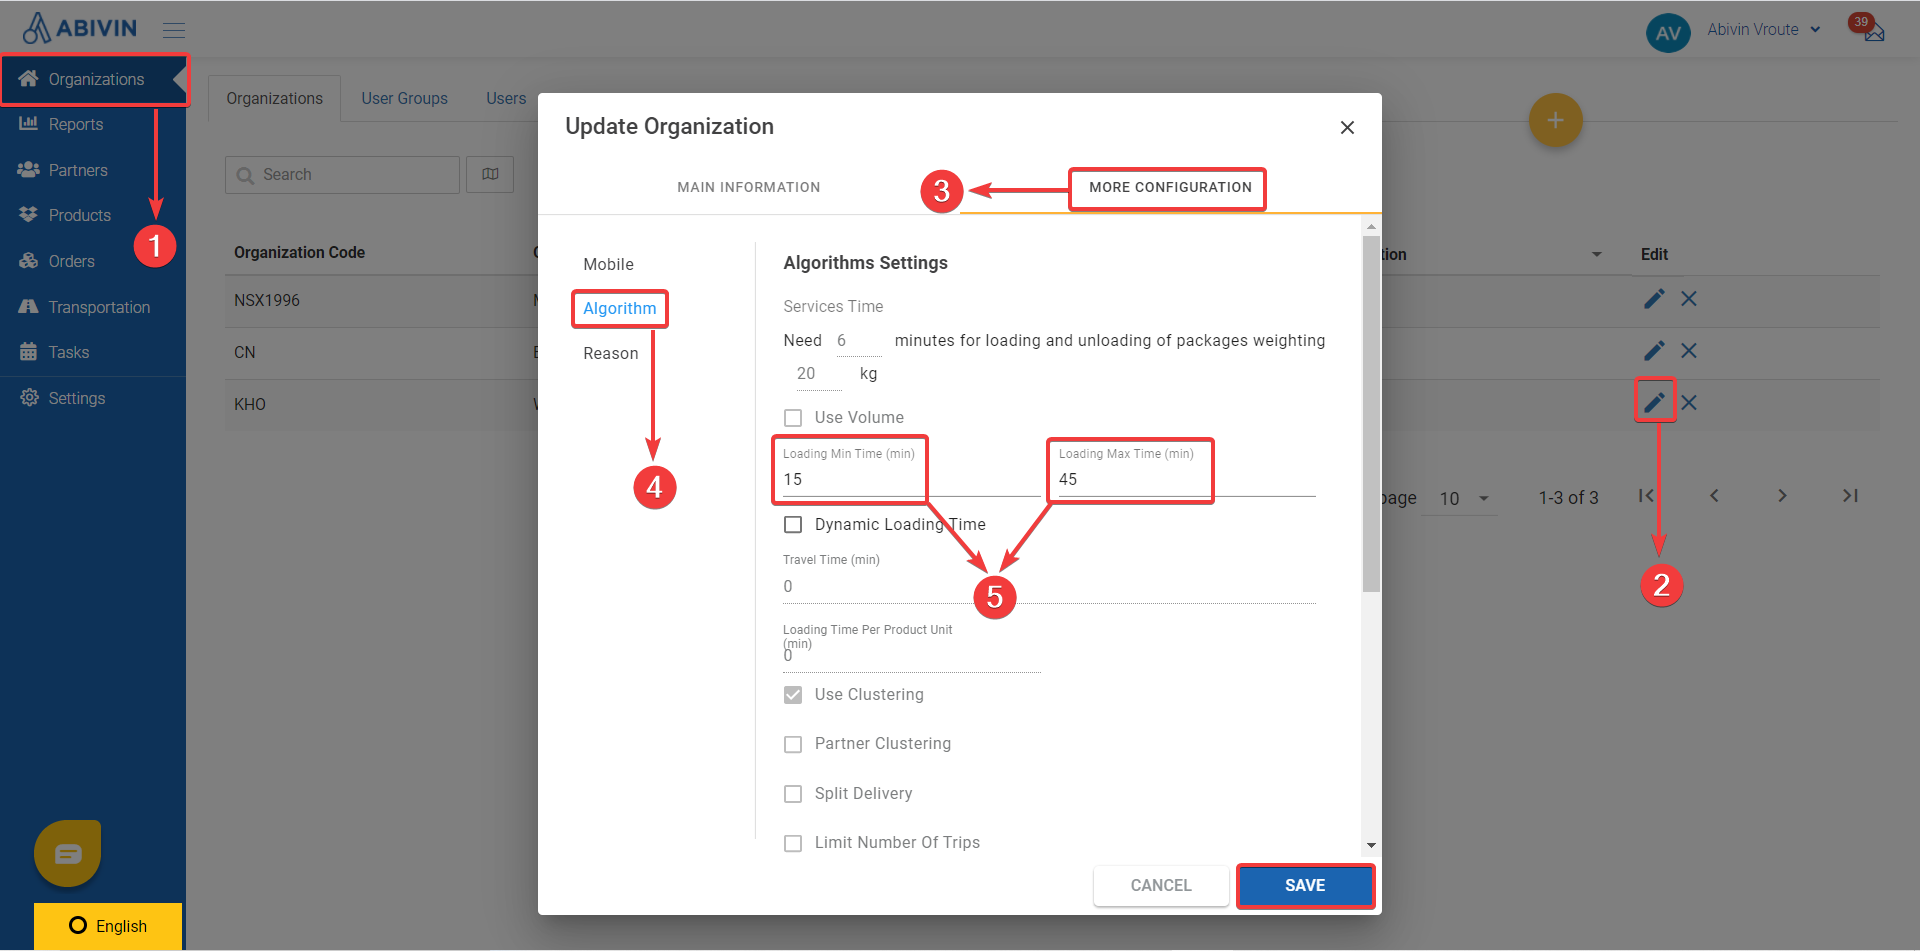 ABIVIN
AV
Abivin Vroute
39
Organizations
Reports
Partners
Products
Orders
Transportation
Tasks
Settings
1
English
Organizations
User Groups
Users
Search
Organization Code
NSX1996
CN
KHO
tion
Edit
page
10
1-3 of 3
2
Update Organization
MAIN INFORMATION
3
MORE CONFIGURATION
Mobile
Algorithm
Reason
4
Algorithms Settings
Services Time
Need 6 minutes for loading and unloading of packages weighting
20 kg
Use Volume
Loading Min Time (min)
15
Loading Max Time (min)
45
Dynamic Loading Time
Travel Time (min)
0
5
Loading Time Per Product Unit
(min)
0
Use Clustering
Partner Clustering
Split Delivery
Limit Number Of Trips
CANCEL
SAVE